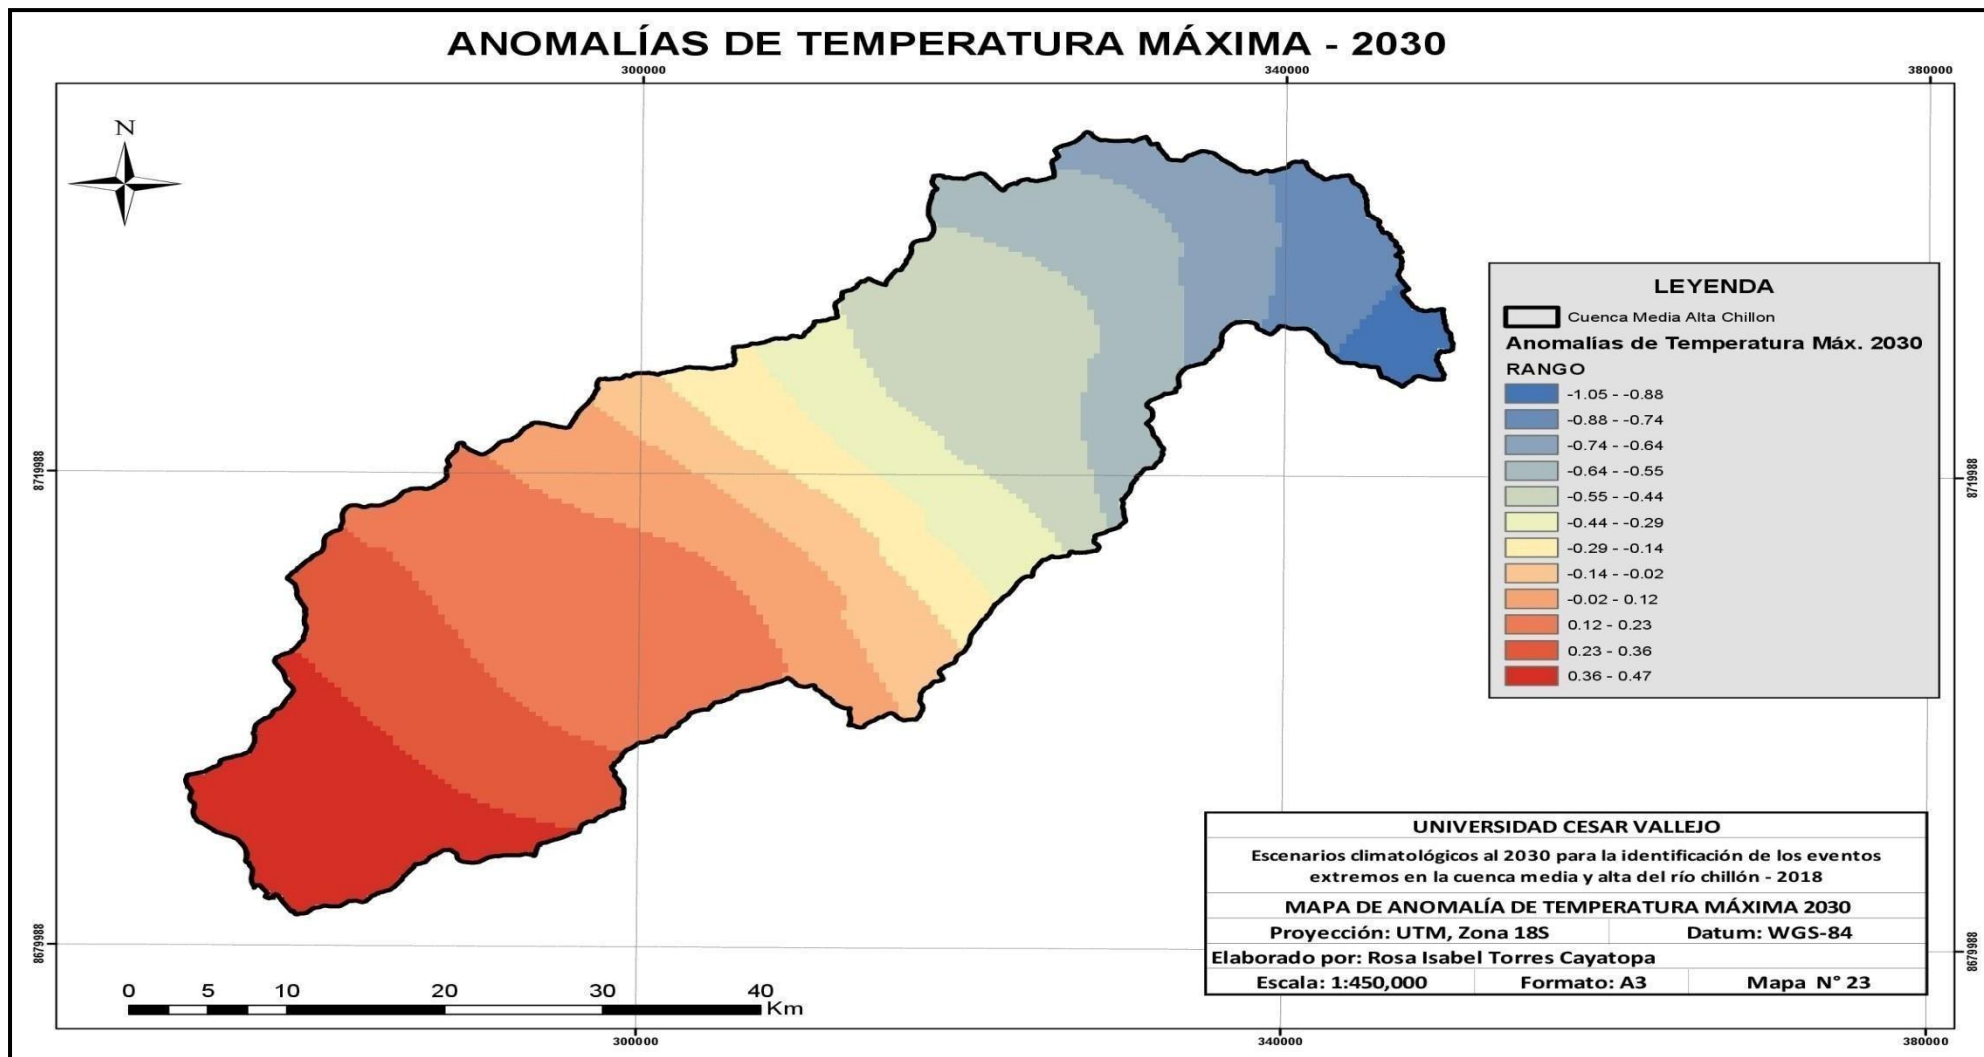 ANOMALÍAS DE TEMPERATURA MÁXIMA - 2030
300000
340000
380000
N
8719988
8719988
8679988
8679988
LEYENDA
Cuenca Media Alta Chillon
Anomalías de Temperatura Máx. 2030
RANGO
-1.05 - -0.88
-0.88 - -0.74
-0.74 - -0.64
-0.64 - -0.55
-0.55 - -0.44
-0.44 - -0.29
-0.29 - -0.14
-0.14 - -0.02
-0.02 - 0.12
0.12 - 0.23
0.23 - 0.36
0.36 - 0.47
UNIVERSIDAD CESAR VALLEJO
Escenarios climatológicos al 2030 para la identificación de los eventos
extremos en la cuenca media y alta del río chillón - 2018
MAPA DE ANOMALÍA DE TEMPERATURA MÁXIMA 2030
Proyección: UTM, Zona 18S Datum: WGS-84
Elaborado por: Rosa Isabel Torres Cayatopa
Escala: 1:450,000 Formato: A3 Mapa N° 23
0 5 10 20 30 40
Km
300000
340000
380000